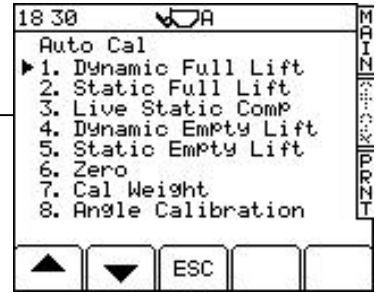 18 30 A
Auto Cal
1. Dynamic Full Lift
2. Static Full Lift
3. Live Static Comp
4. Dynamic Empty Lift
5. Static Empty Lift
6. Zero
7. Cal Weight
8. Angle Calibration
ESC
MAIN
PRNT